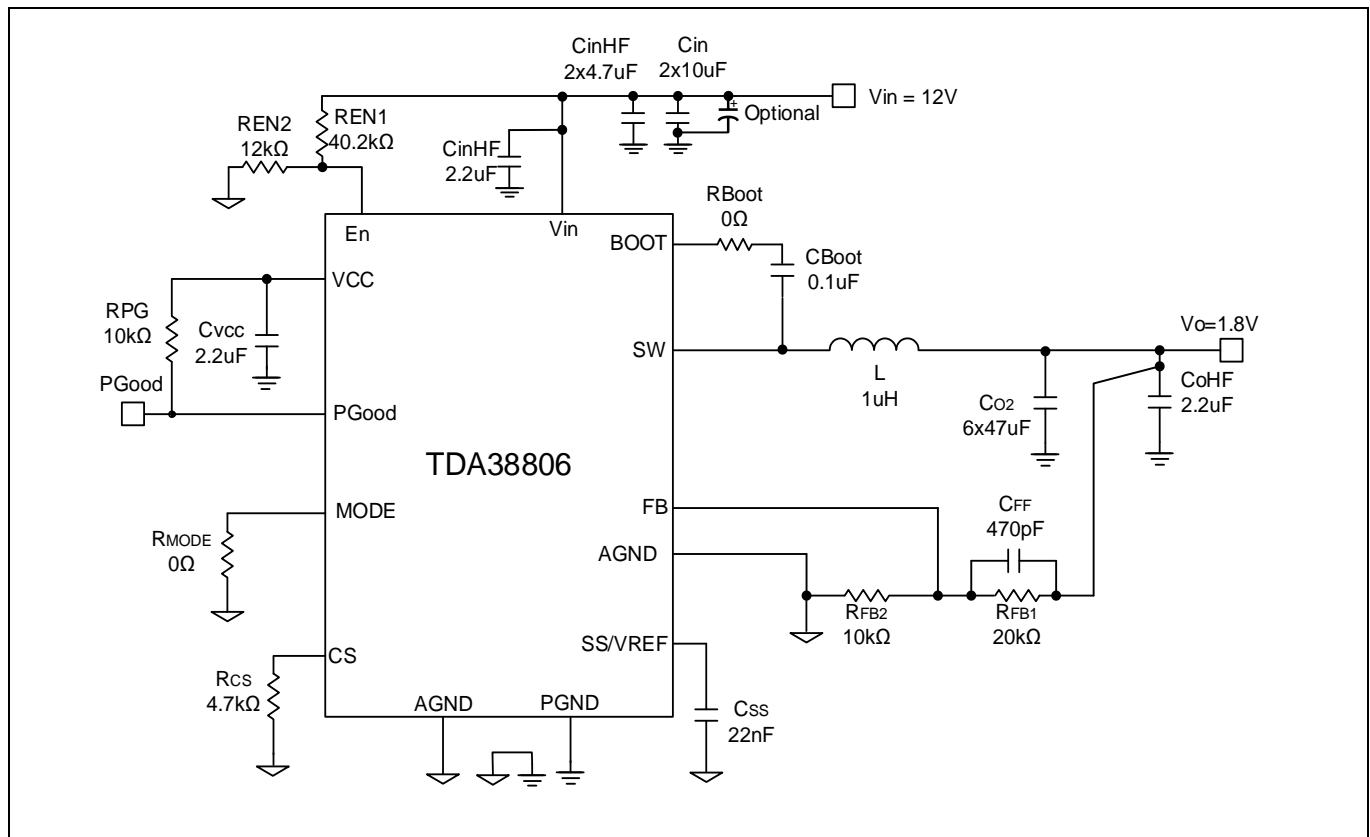 CinHF
2x4.7uF
Cin
2x10uF
+
Optional
Vin = 12V
REN2
12kΩ
REN1
40.2kΩ
CinHF
2.2uF
En
Vin
RBoot
0Ω
BOOT
CBoot
0.1uF
VCC
RPG
10kΩ
Cvcc
2.2uF
SW
L
1uH
Vo=1.8V
CO2
6x47uF
CoHF
2.2uF
PGood
PGood
TDA38806
MODE
RMODE
0Ω
FB
AGND
CFF
470pF
RFB2
10kΩ
RFB1
20kΩ
SS/VREF
CS
RCS
4.7kΩ
AGND
PGND
CSS
22nF